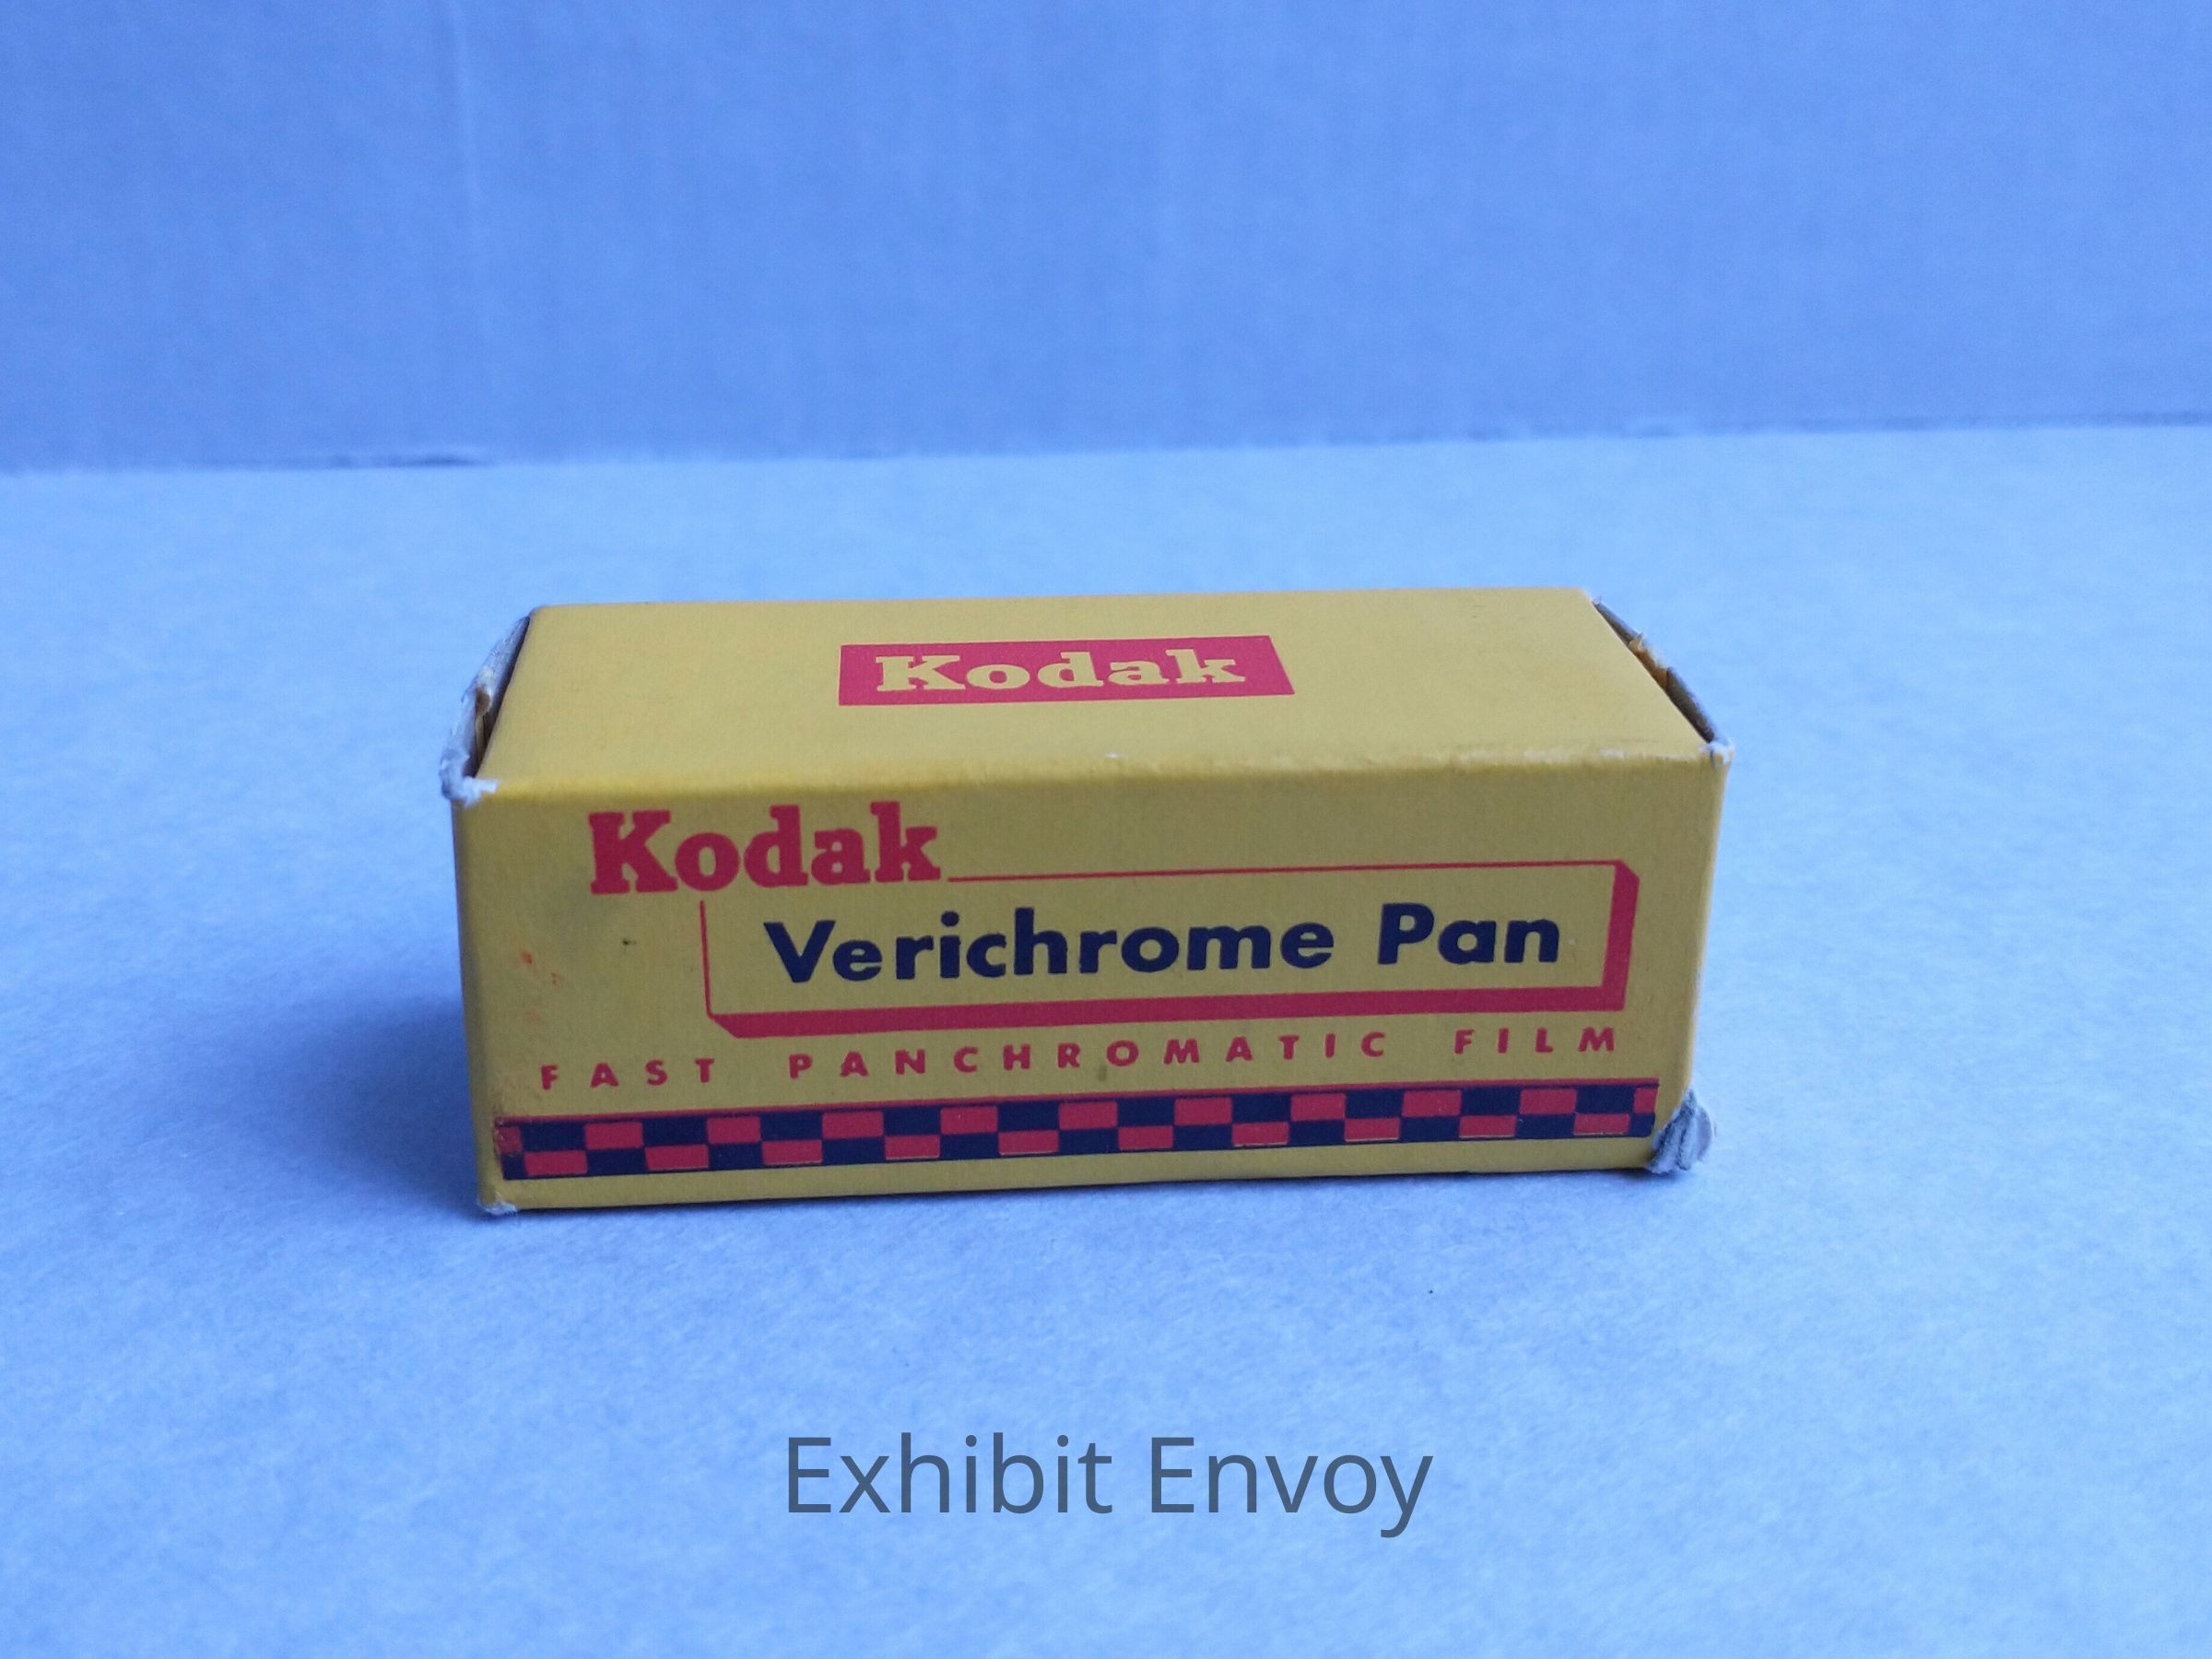 Kodak
Kodak
Verichrome Pan
FAST PANCHROMATIC FILM
Exhibit Envoy